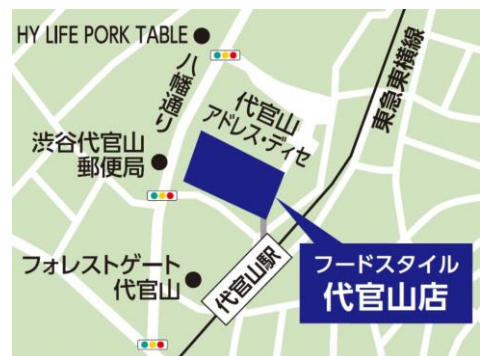 HY LIFE PORK TABLE
八幡通り
代官山
アドレス・ディセ
東急東横線
渋谷代官山
郵便局
フォレストゲート
代官山
代官山駅
フードスタイル
代官山店